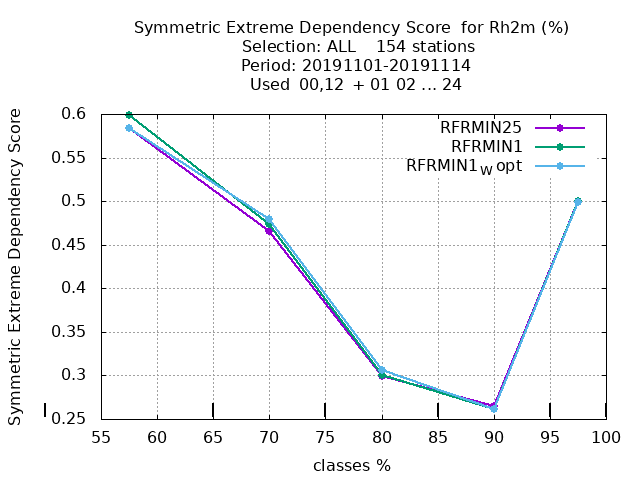 Symmetric Extreme Dependency Score for Rh2m (%)
Selection: ALL 154 stations
Period: 20191101-20191114
Used 00,12 + 01 02 ... 24
Symmetric Extreme Dependency Score
0.6
0.55
0.5
0.45
0.4
0.35
0.3
0.25
RFRMIN25
RFRMIN1
RFRMIN1W opt
55 60 65 70 75 80 85 90 95 100
classes %